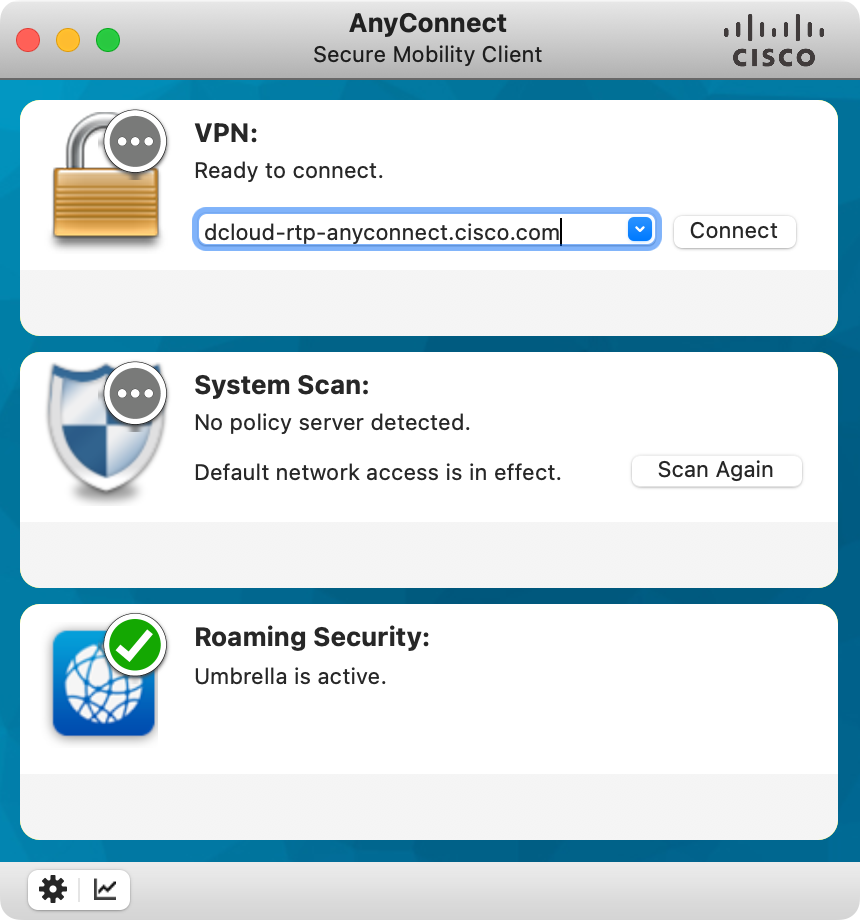 AnyConnect
Secure Mobility Client
CISCO
VPN:
Ready to connect.
dcloud-rtp-anyconnect.cisco.com
Connect
System Scan:
No policy server detected.
Default network access is in effect.
Scan Again
Roaming Security:
Umbrella is active.